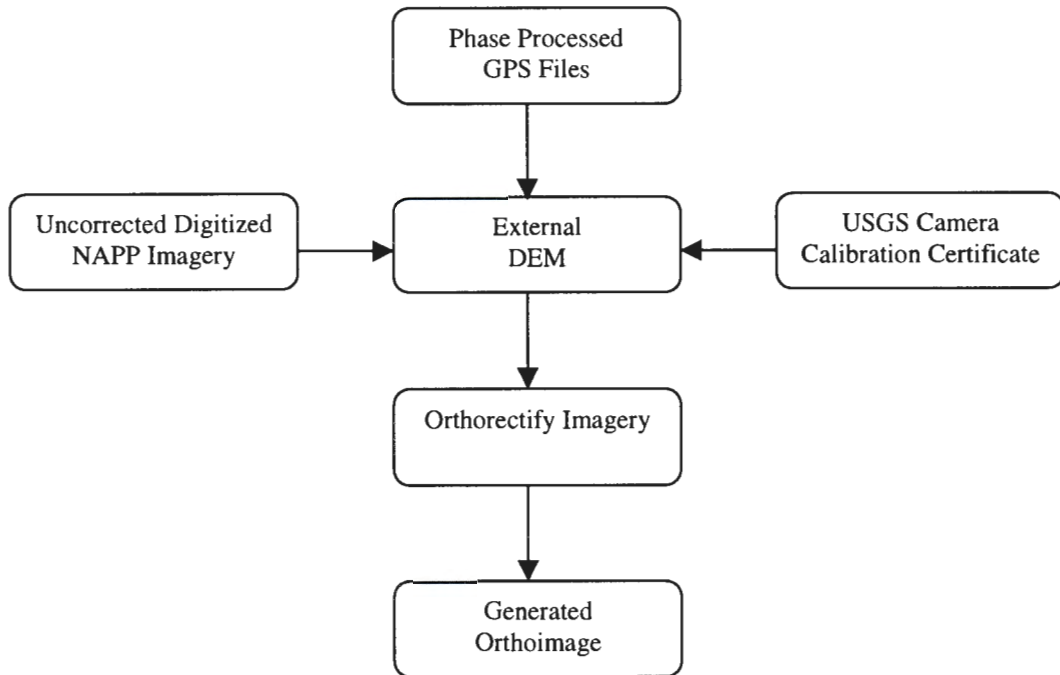 Phase Processed
GPS Files
Uncorrected Digitized
NAPP Imagery
External
DEM
USGS Camera
Calibration Certificate
Orthorectify Imagery
Generated
Orthoimage